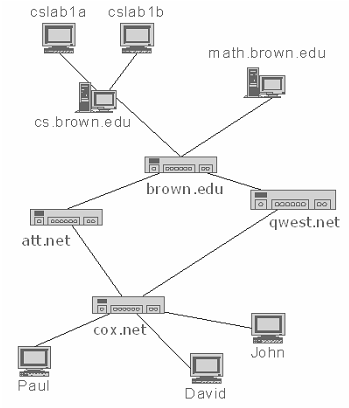 cslab1a cslab1b
math.brown.edu
cs.brown.edu
brown.edu
qwest.net
att.net
cox.net
John
Paul
David